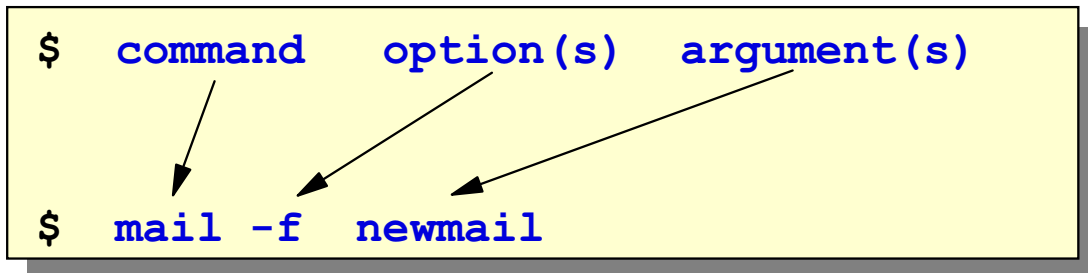 $ command option(s) argument(s)
$ mail -f newmail